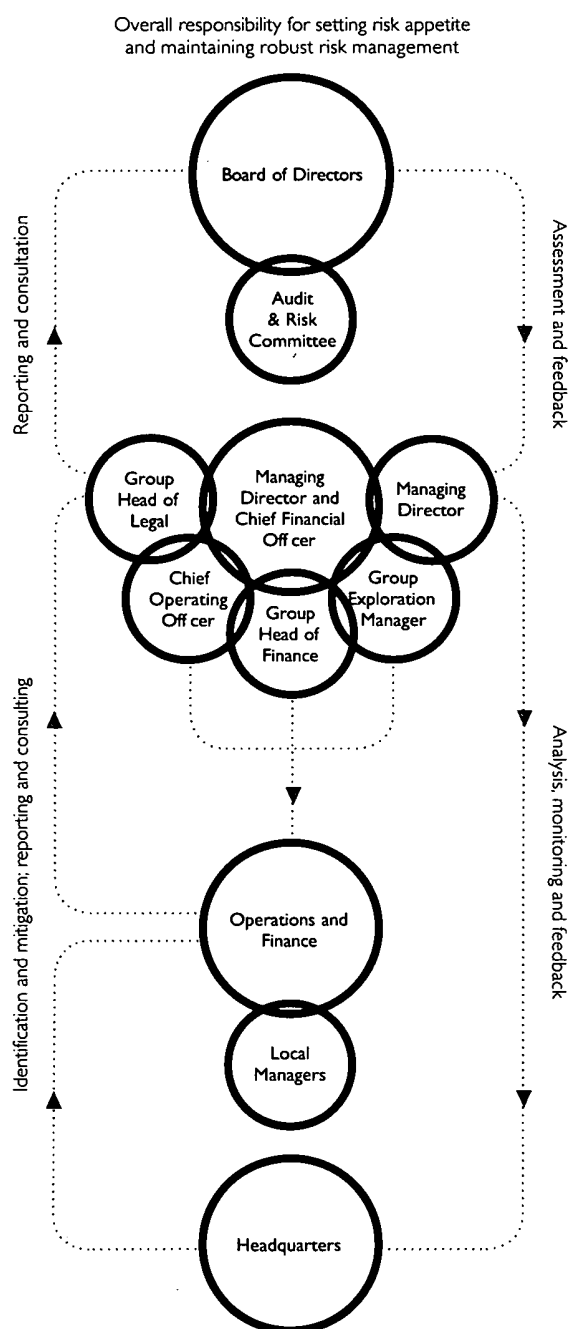 Overall responsibility for setting risk appetite
and maintaining robust risk management
Board of Directors
Reporting and consultation
Assessment and feedback
Audit
& Risk
Committee
Group
Head of
Legal
Managing
Director and
Chief Financial
Off cer
Managing
Director
Chief
Operating
Off cer
Group
Head of
Finance
Group
Exploration
Manager
Identification and mitigation; reporting and consulting
Analysis, monitoring and feedback
Operations and
Finance
Local
Managers
Headquarters